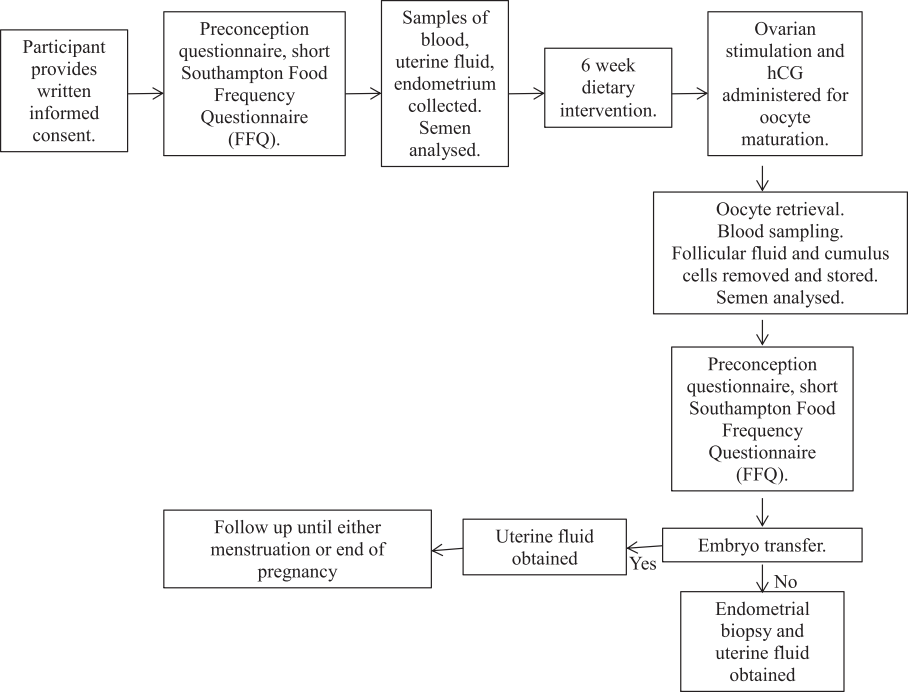 Participant
provides
written
informed
consent.
Preconception
questionnaire, short
Southampton Food
Frequency
Questionnaire
(FFQ).
Samples of
blood,
uterine fluid,
endometrium
collected.
Semen
analysed.
6 week
dietary
intervention.
Ovarian
stimulation and
hCG
administered for
oocyte
maturation.
Oocyte retrieval.
Blood sampling.
Follicular fluid and cumulus
cells removed and stored.
Semen analysed.
Preconception
questionnaire, short
Southampton Food
Frequency
Questionnaire
(FFQ).
Embryo transfer.
Yes
Uterine fluid
obtained
Follow up until either
menstruation or end of
pregnancy
No
Endometrial
biopsy and
uterine fluid
obtained